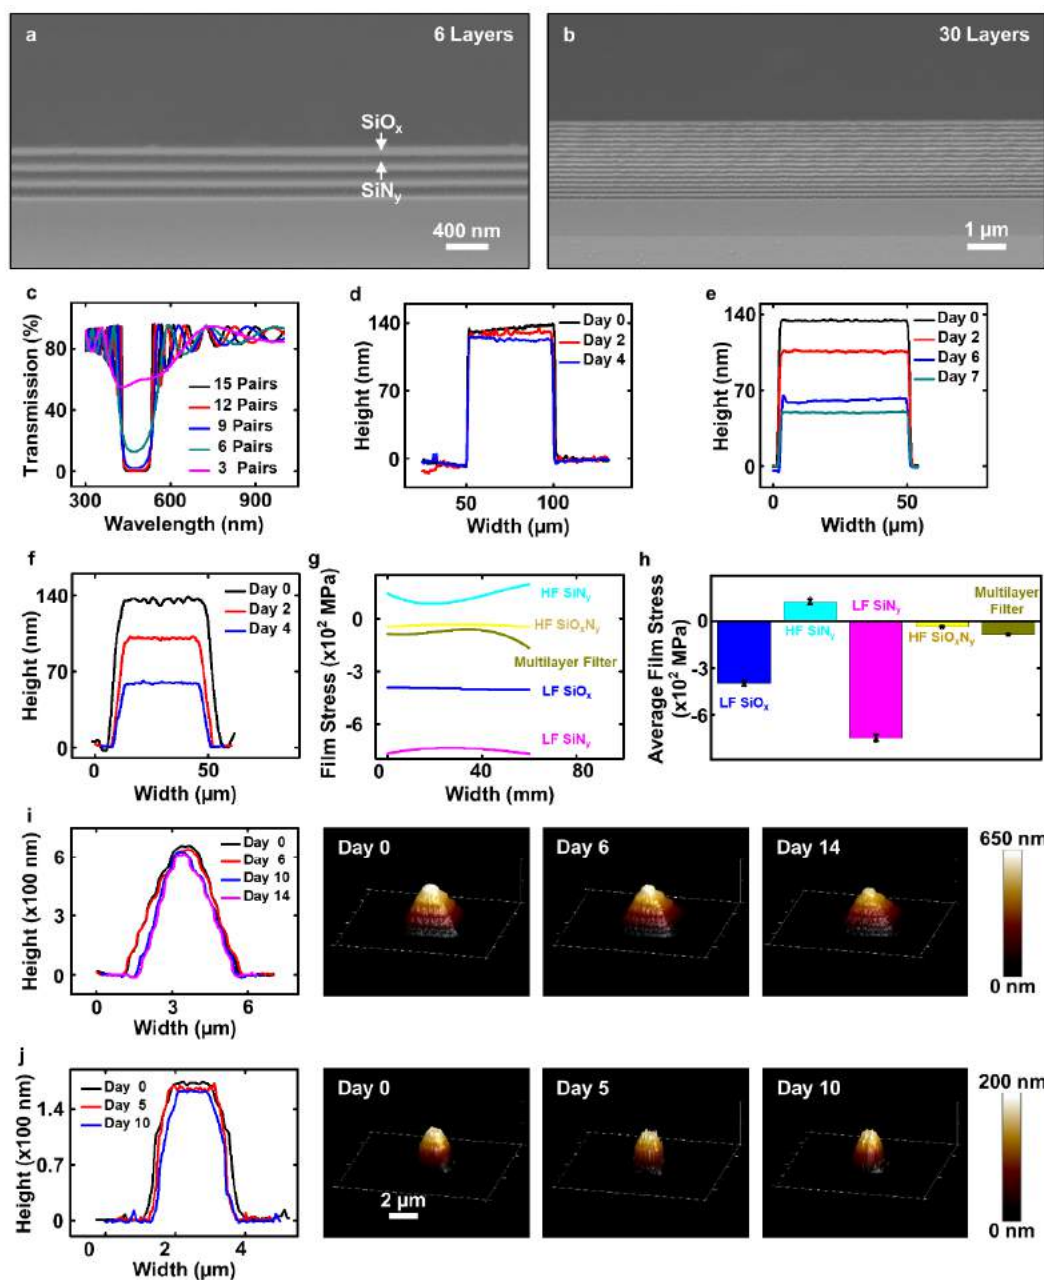 a
6 Layers
SiOx
SiNy
400 nm
b
30 Layers
1 µm
c
Transmission (%)
80
40
0
15 Pairs
12 Pairs
9 Pairs
6 Pairs
3 Pairs
300 600 900
Wavelength (nm)
d
Height (nm)
140
70
0
Day 0
Day 2
Day 4
50 100
Width (µm)
e
Height (nm)
140
70
0
Day 0
Day 2
Day 6
Day 7
0 50
Width (µm)
f
Height (nm)
140
70
0
Day 0
Day 2
Day 4
0 50
Width (µm)
g
Film Stress (x10² MPa)
0
-3
-6
HF SiNy
HF SiOxNy
Multilayer Filter
LF SiOx
LF SiNy
0 40 80
Width (mm)
h
Average Film Stress
(x10² MPa)
0
-3
-6
LF SiOx
HF SiNy
LF SiNy
HF SiOxNy
Multilayer
Filter
i
Height (x100 nm)
6
3
0
Day 0
Day 6
Day 10
Day 14
0 3 6
Width (µm)
Day 0
Day 6
Day 14
650 nm
0 nm
j
Height (x100 nm)
1.4
0.7
0
Day 0
Day 5
Day 10
0 2 4
Width (µm)
Day 0
2 µm
Day 5
Day 10
200 nm
0 nm